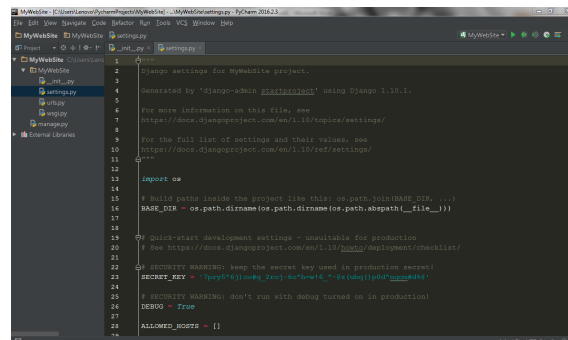 MyWebSite - [C:\Users\Lenovo\PycharmProjects\MyWebSite] - ...\MyWebSite\settings.py - PyCharm 2016.2.3
File Edit View Navigate Code Refactor Run Tools VCS Window Help
MyWebSite MyWebSite settings.py MyWebSite
Project __init__.py settings.py
MyWebSite C:\Users\Leno
MyWebSite
__init__.py
settings.py
urls.py
wsgi.py
manage.py
External Libraries
1 """
2 Django settings for MyWebSite project.
3
4 Generated by 'django-admin startproject' using Django 1.10.1.
5
6 For more information on this file, see
7 https://docs.djangoproject.com/en/1.10/topics/settings/
8
9 For the full list of settings and their values, see
10 https://docs.djangoproject.com/en/1.10/ref/settings/
11 """
12
13 import os
14
15 # Build paths inside the project like this: os.path.join(BASE_DIR, ...)
16 BASE_DIR = os.path.dirname(os.path.dirname(os.path.abspath(__file__)))
17
18
19 # Quick-start development settings - unsuitable for production
20 # See https://docs.djangoproject.com/en/1.10/howto/deployment/checklist/
21
22 # SECURITY WARNING: keep the secret key used in production secret!
23 SECRET_KEY =
24
25 # SECURITY WARNING: don't run with debug turned on in production!
26 DEBUG = True
27
28 ALLOWED_HOSTS = []
29